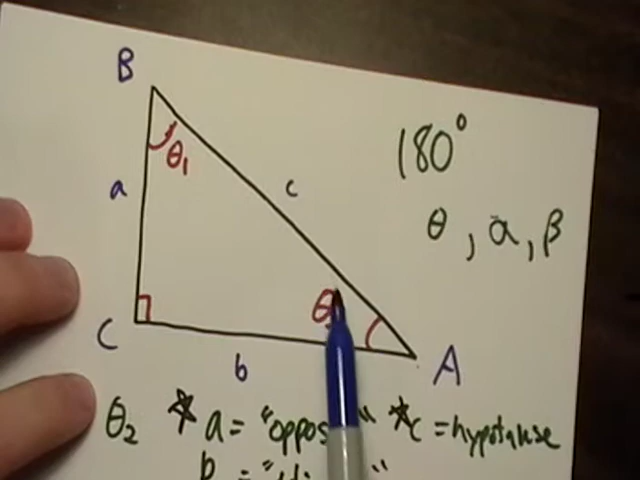 B
180°
θ₁
a
c
θ, α, β
θ
C
b
A
θ₂ ☆ a = "oppos " ☆ c = hypotenuse
b = " "